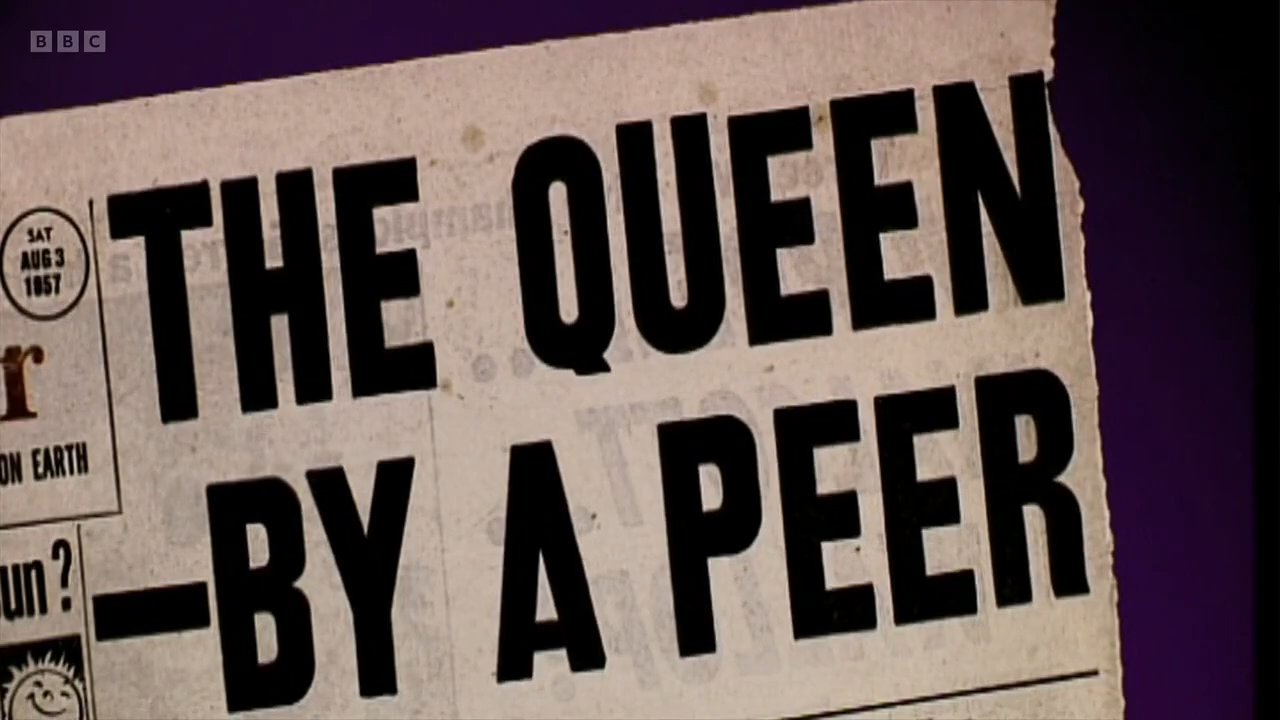 BBC
THE QUEEN
SAT
AUG 3
1957
r
ON EARTH
—BY A PEER
un?